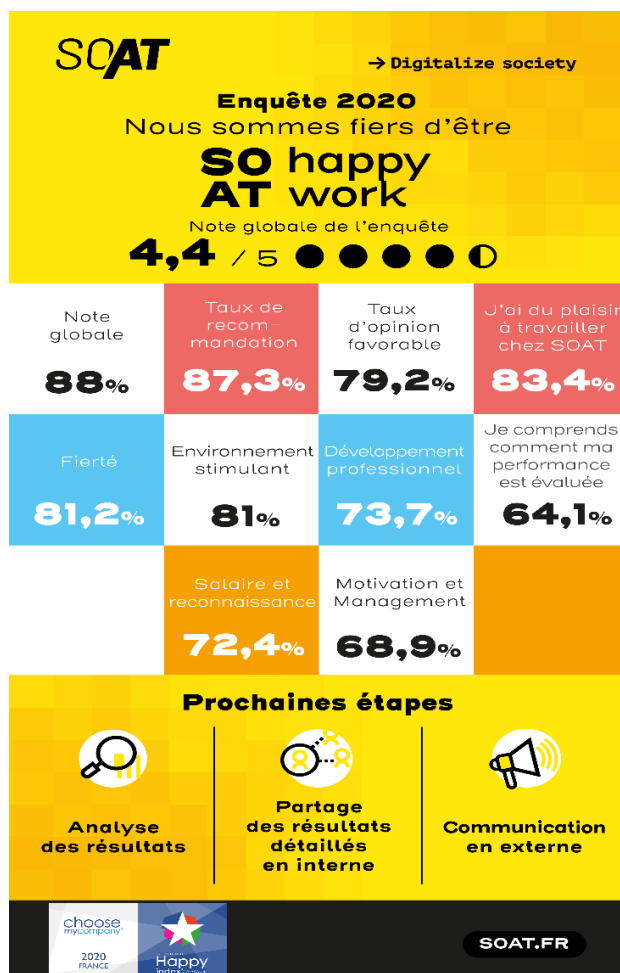 SOAT
→ Digitalize society
Enquête 2020
Nous sommes fiers d'être
SO happy
AT work
Note globale de l'enquête
4,4 / 5
Note
globale
88%
Taux de
recom-
mandation
87,3%
Taux
d'opinion
favorable
79,2%
J'ai du plaisir
à travailler
chez SOAT
83,4%
Fierté
81,2%
Environnement
stimulant
81%
Développement
professionnel
73,7%
Je comprends
comment ma
performance
est évaluée
64,1%
Salaire et
reconnaissance
72,4%
Motivation et
Management
68,9%
Prochaines étapes
Analyse
des résultats
Partage
des résultats
détaillés
en interne
Communication
en externe
choose
mycompany
2020
FRANCE
Happy
index
SOAT.FR